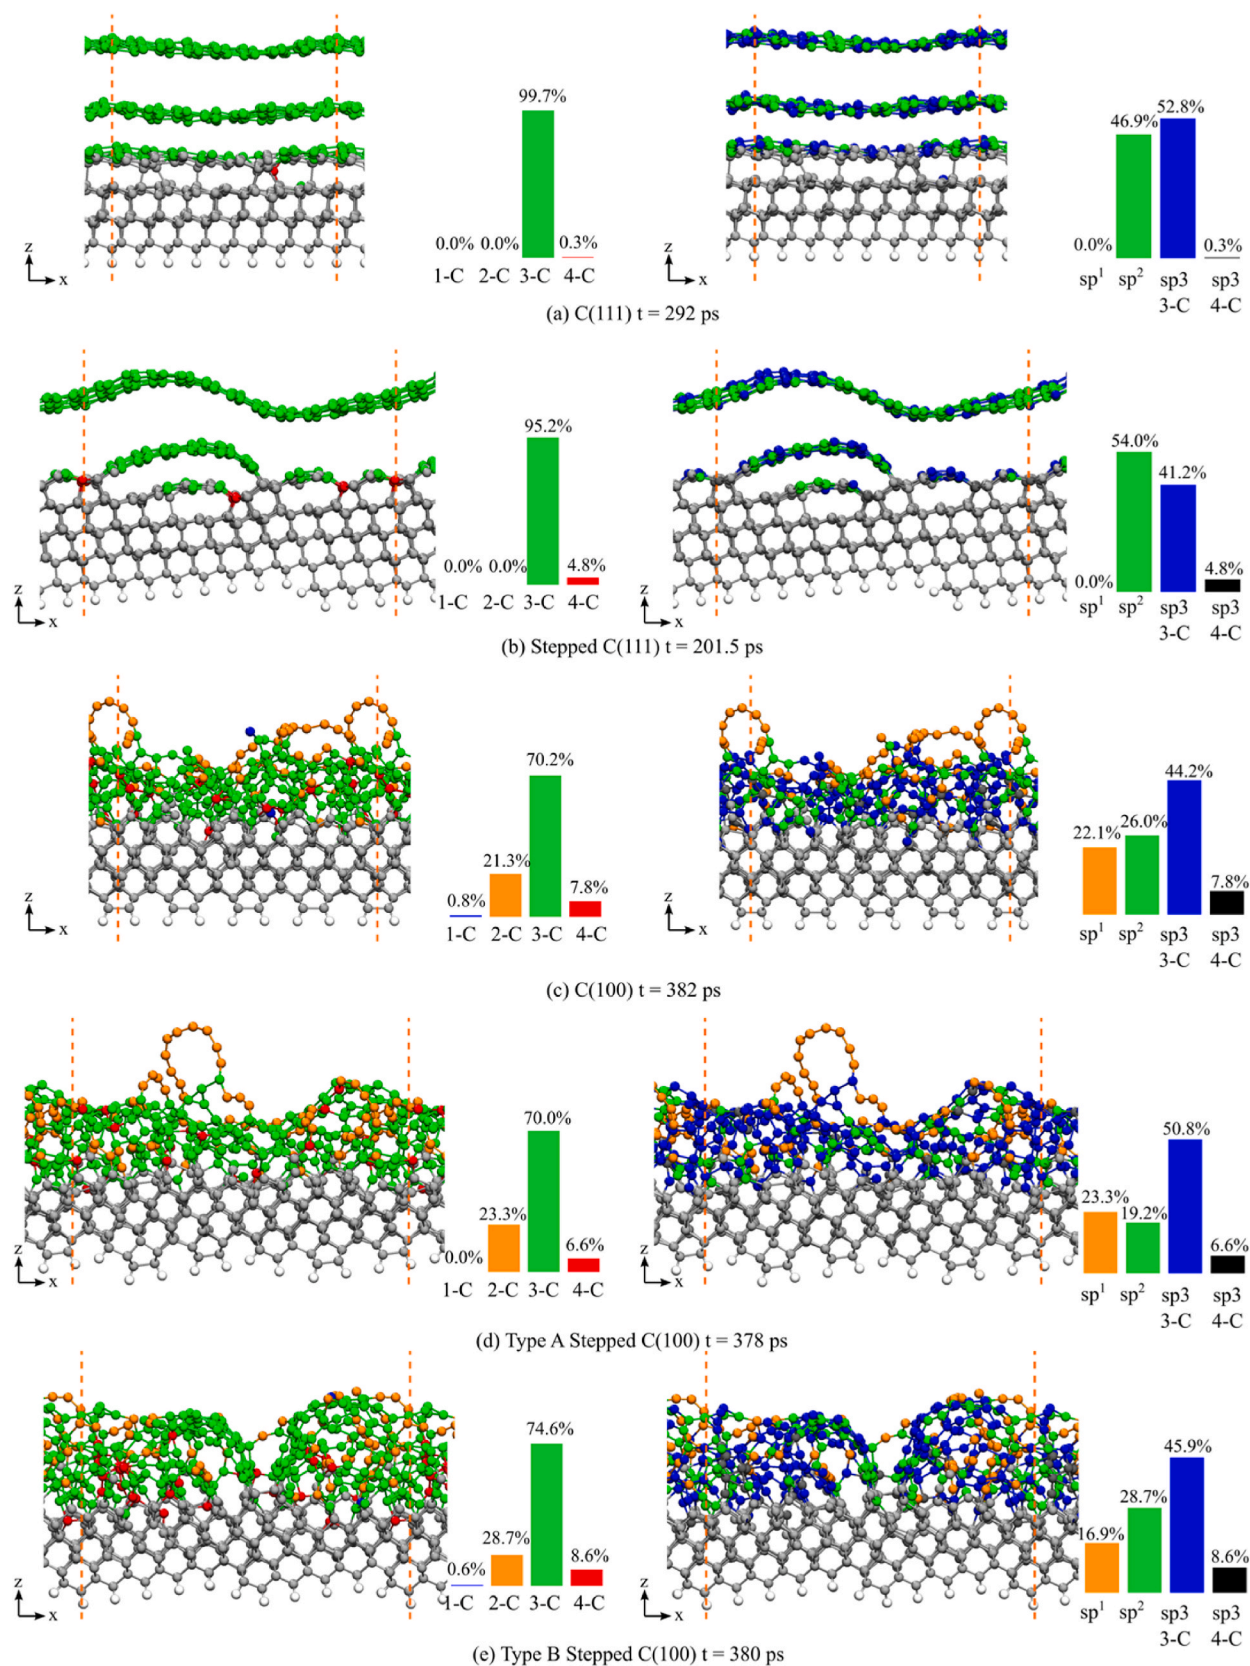 99.7%
0.0% 0.0% 0.3%
1-C 2-C 3-C 4-C
z
x
46.9% 52.8%
0.0% 0.3%
sp¹ sp² sp3 sp3
3-C 4-C
z
x
(a) C(111) t = 292 ps
95.2%
0.0% 0.0% 4.8%
1-C 2-C 3-C 4-C
z
x
54.0%
41.2%
0.0% 4.8%
sp¹ sp² sp3 sp3
3-C 4-C
z
x
(b) Stepped C(111) t = 201.5 ps
70.2%
21.3%
0.8% 7.8%
1-C 2-C 3-C 4-C
z
x
44.2%
22.1% 26.0%
7.8%
sp¹ sp² sp3 sp3
3-C 4-C
z
x
(c) C(100) t = 382 ps
70.0%
23.3%
0.0% 6.6%
1-C 2-C 3-C 4-C
z
x
50.8%
23.3% 19.2%
6.6%
sp¹ sp² sp3 sp3
3-C 4-C
z
x
(d) Type A Stepped C(100) t = 378 ps
74.6%
28.7%
0.6% 8.6%
1-C 2-C 3-C 4-C
z
x
45.9%
28.7%
16.9% 8.6%
sp¹ sp² sp3 sp3
3-C 4-C
z
x
(e) Type B Stepped C(100) t = 380 ps